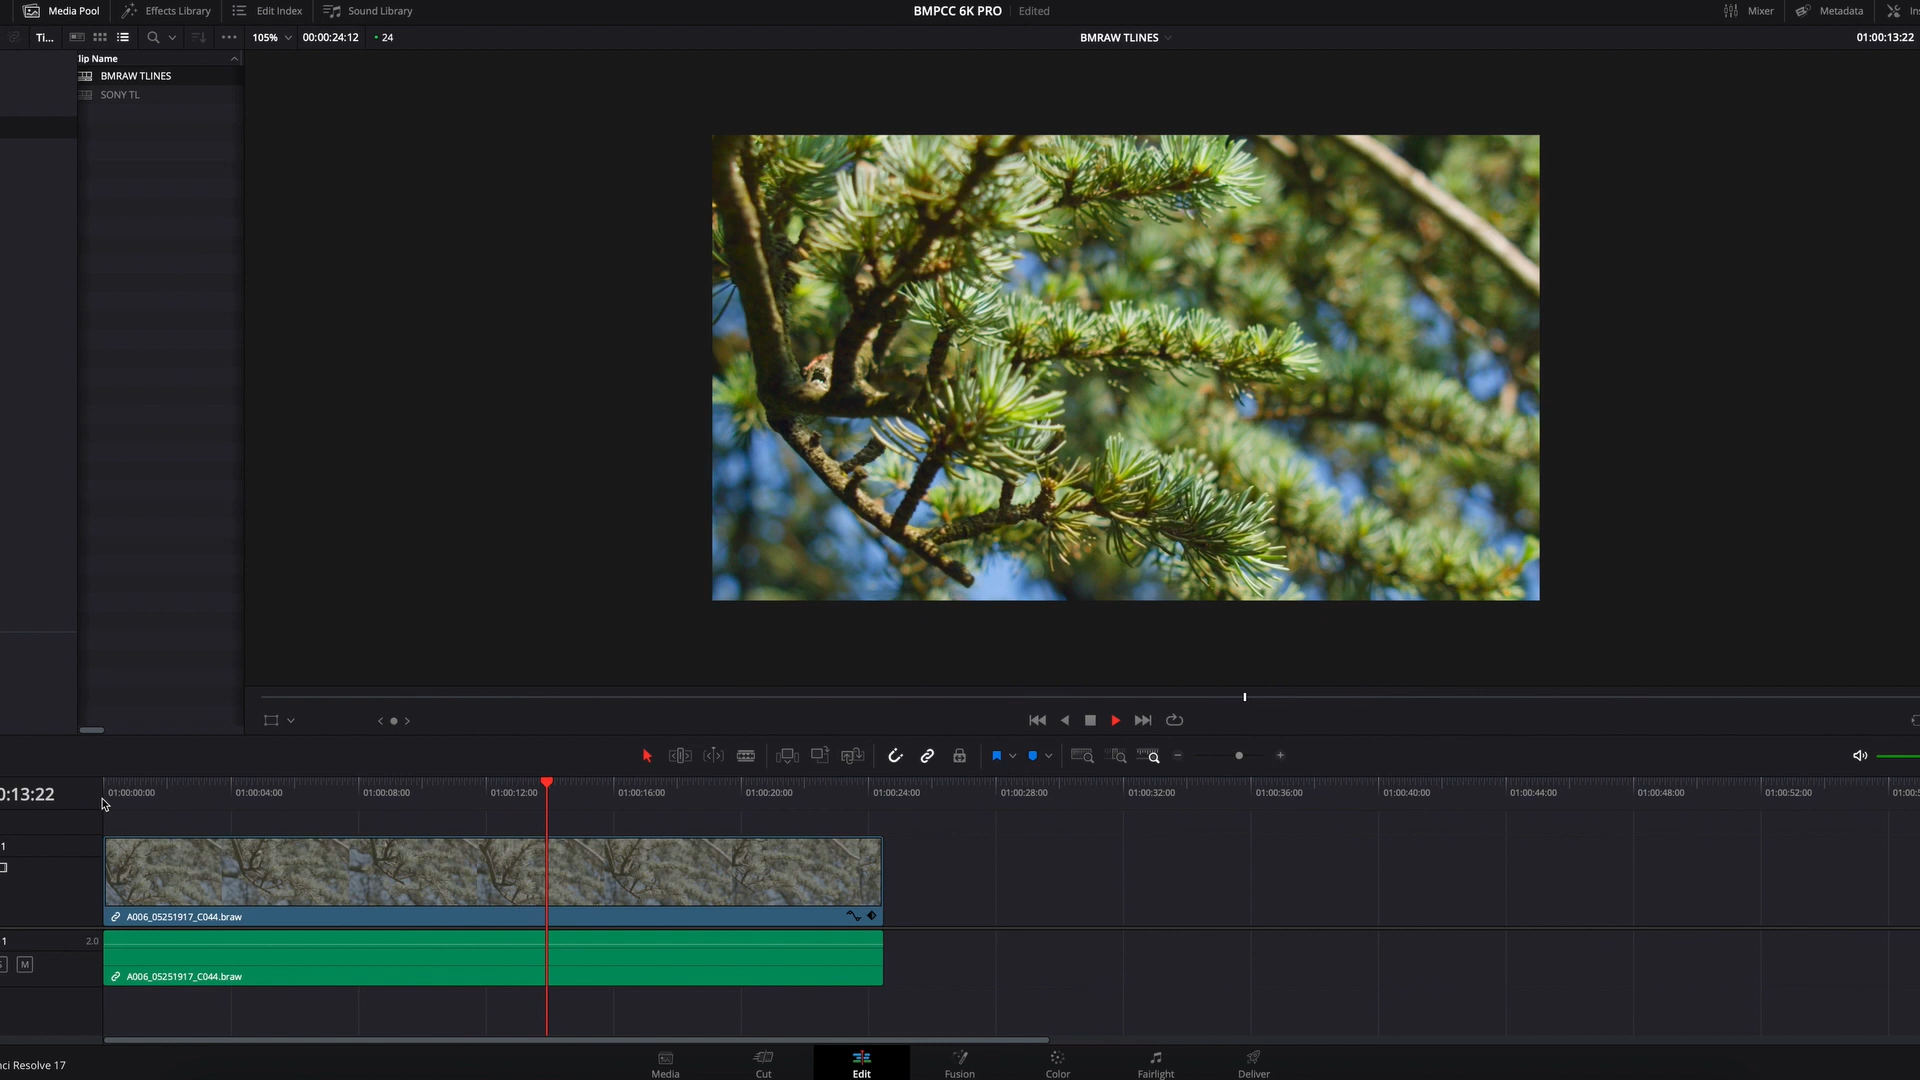 Media Pool Effects Library Edit Index Sound Library BMPCC 6K PRO Edited Mixer Metadata Ins
Ti... 105% 00:00:24:12 24 BMRAW TLINES 01:00:13:22
lip Name
BMRAW TLINES
SONY TL
0:13:22 01:00:00:00 01:00:04:00 01:00:08:00 01:00:12:00 01:00:16:00 01:00:20:00 01:00:24:00 01:00:28:00 01:00:32:00 01:00:36:00 01:00:40:00 01:00:44:00 01:00:48:00 01:00:52:00 01:00:5
1
A006_05251917_C044.braw
1 2.0
S M
A006_05251917_C044.braw
nci Resolve 17
Media Cut Edit Fusion Color Fairlight Deliver